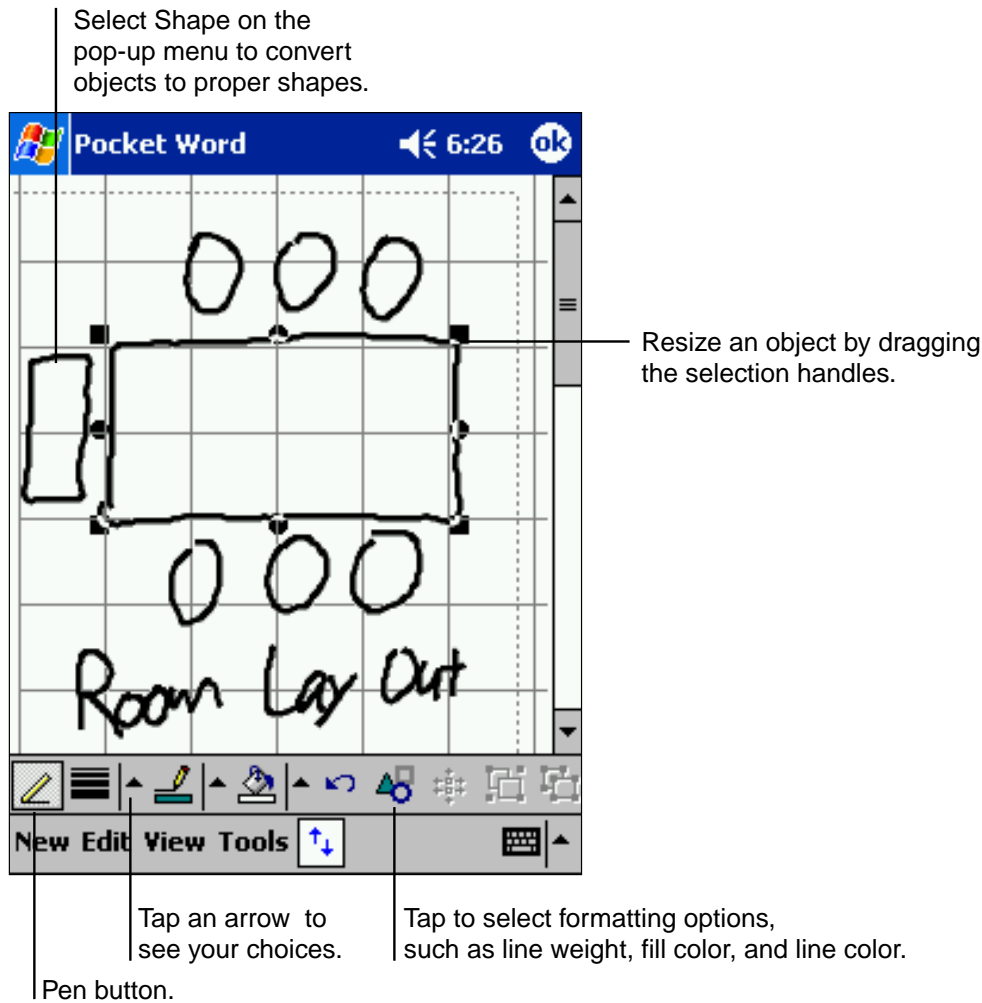 Select Shape on the
pop-up menu to convert
objects to proper shapes.
Pocket Word 6:26 ok
Resize an object by dragging
the selection handles.
Room Lay Out
New Edit View Tools
Tap an arrow to
see your choices.
Tap to select formatting options,
such as line weight, fill color, and line color.
Pen button.